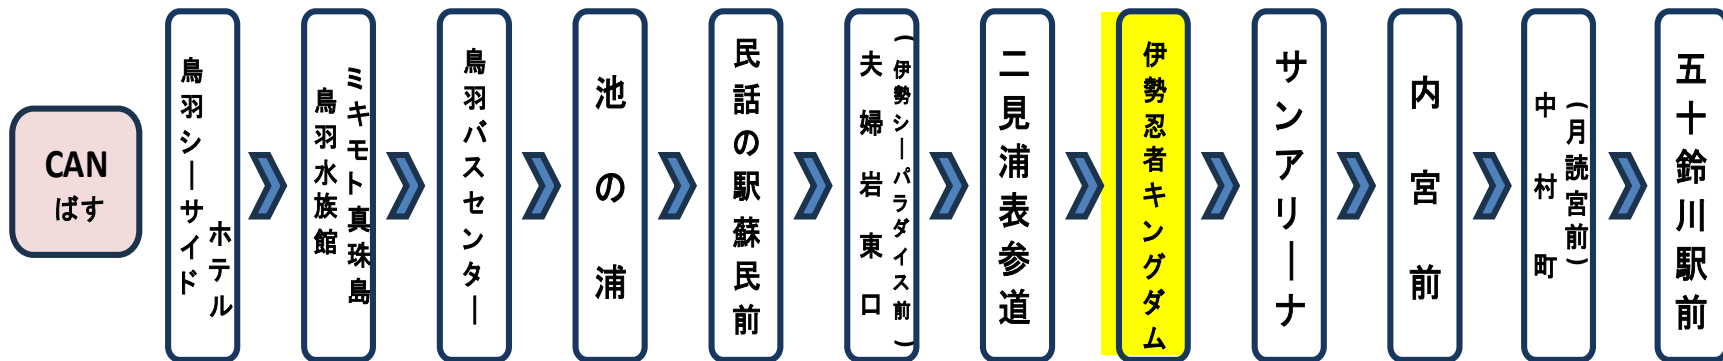 CAN
ばす
鳥羽シーサイド
ホテル
ミキモト真珠島
鳥羽水族館
鳥羽バスセンター
池の浦
民話の駅蘇民前
夫婦岩東口
(伊勢シーパラダイス前)
二見浦表参道
伊勢忍者キングダム
サンアリーナ
内宮前
中村町
(月読宮前)
五十鈴川駅前